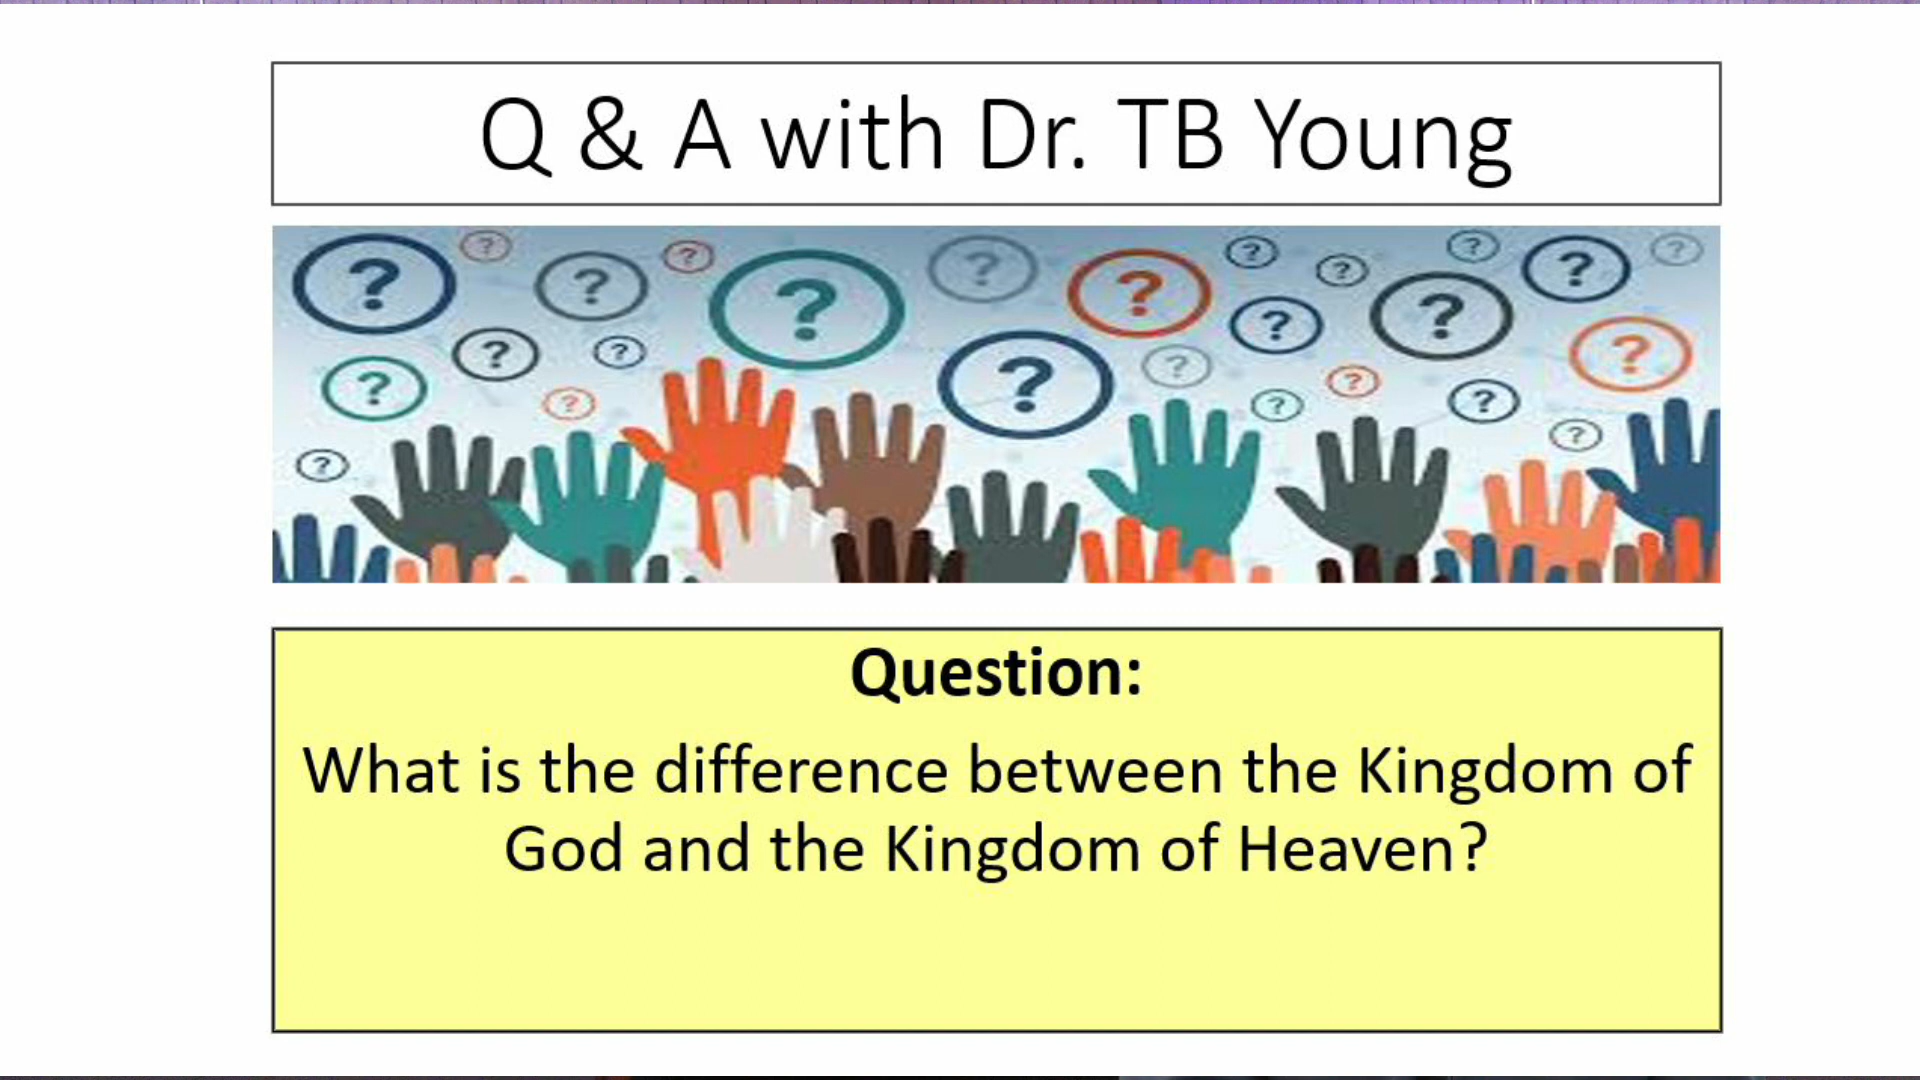 Q & A with Dr. TB Young
? ? ? ? ? ? ? ? ? ? ? ? ?
? ? ? ? ? ? ? ? ? ? ? ? ?
Question:
What is the difference between the Kingdom of
God and the Kingdom of Heaven?